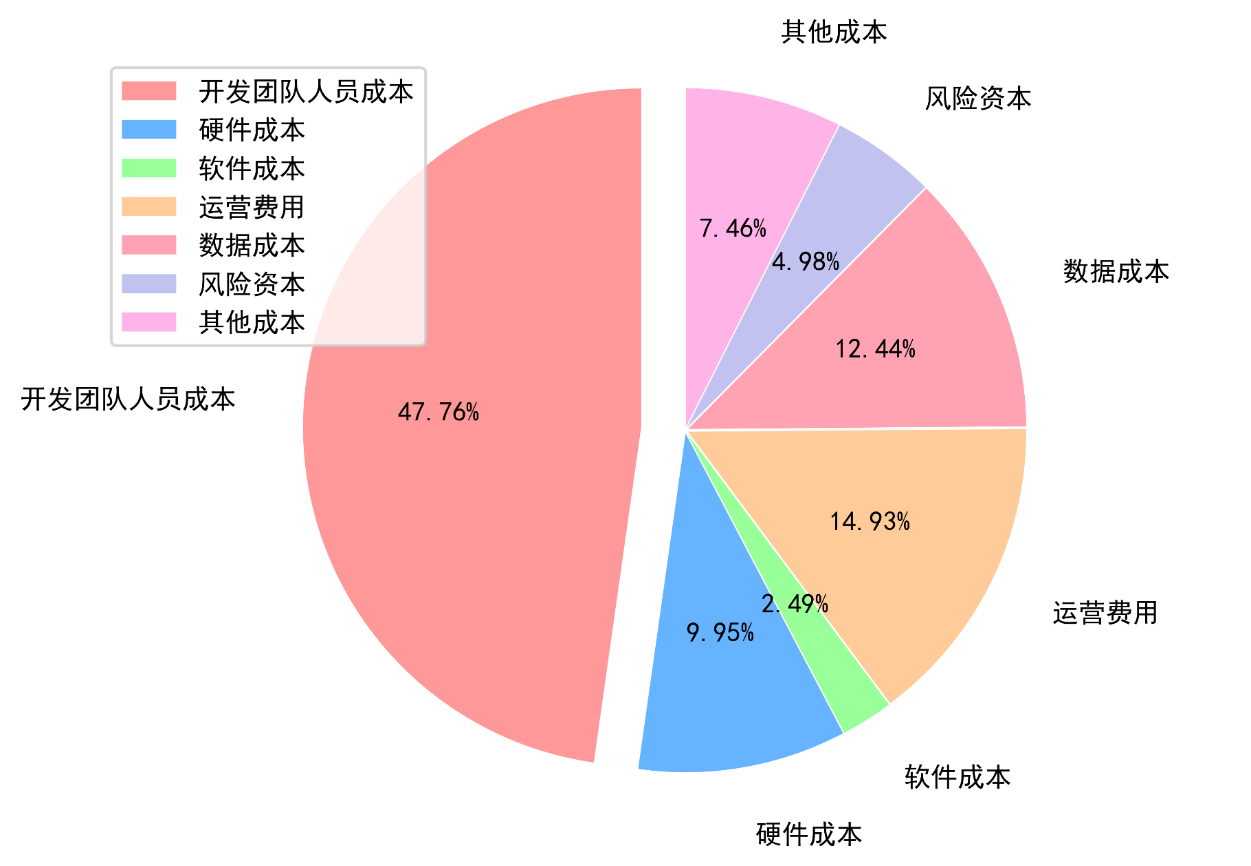 其他成本
风险资本
开发团队人员成本
硬件成本
软件成本
运营费用
数据成本
风险资本
其他成本
7.46%
4.98%
数据成本
12.44%
开发团队人员成本
47.76%
14.93%
2.49%
9.95%
运营费用
软件成本
硬件成本